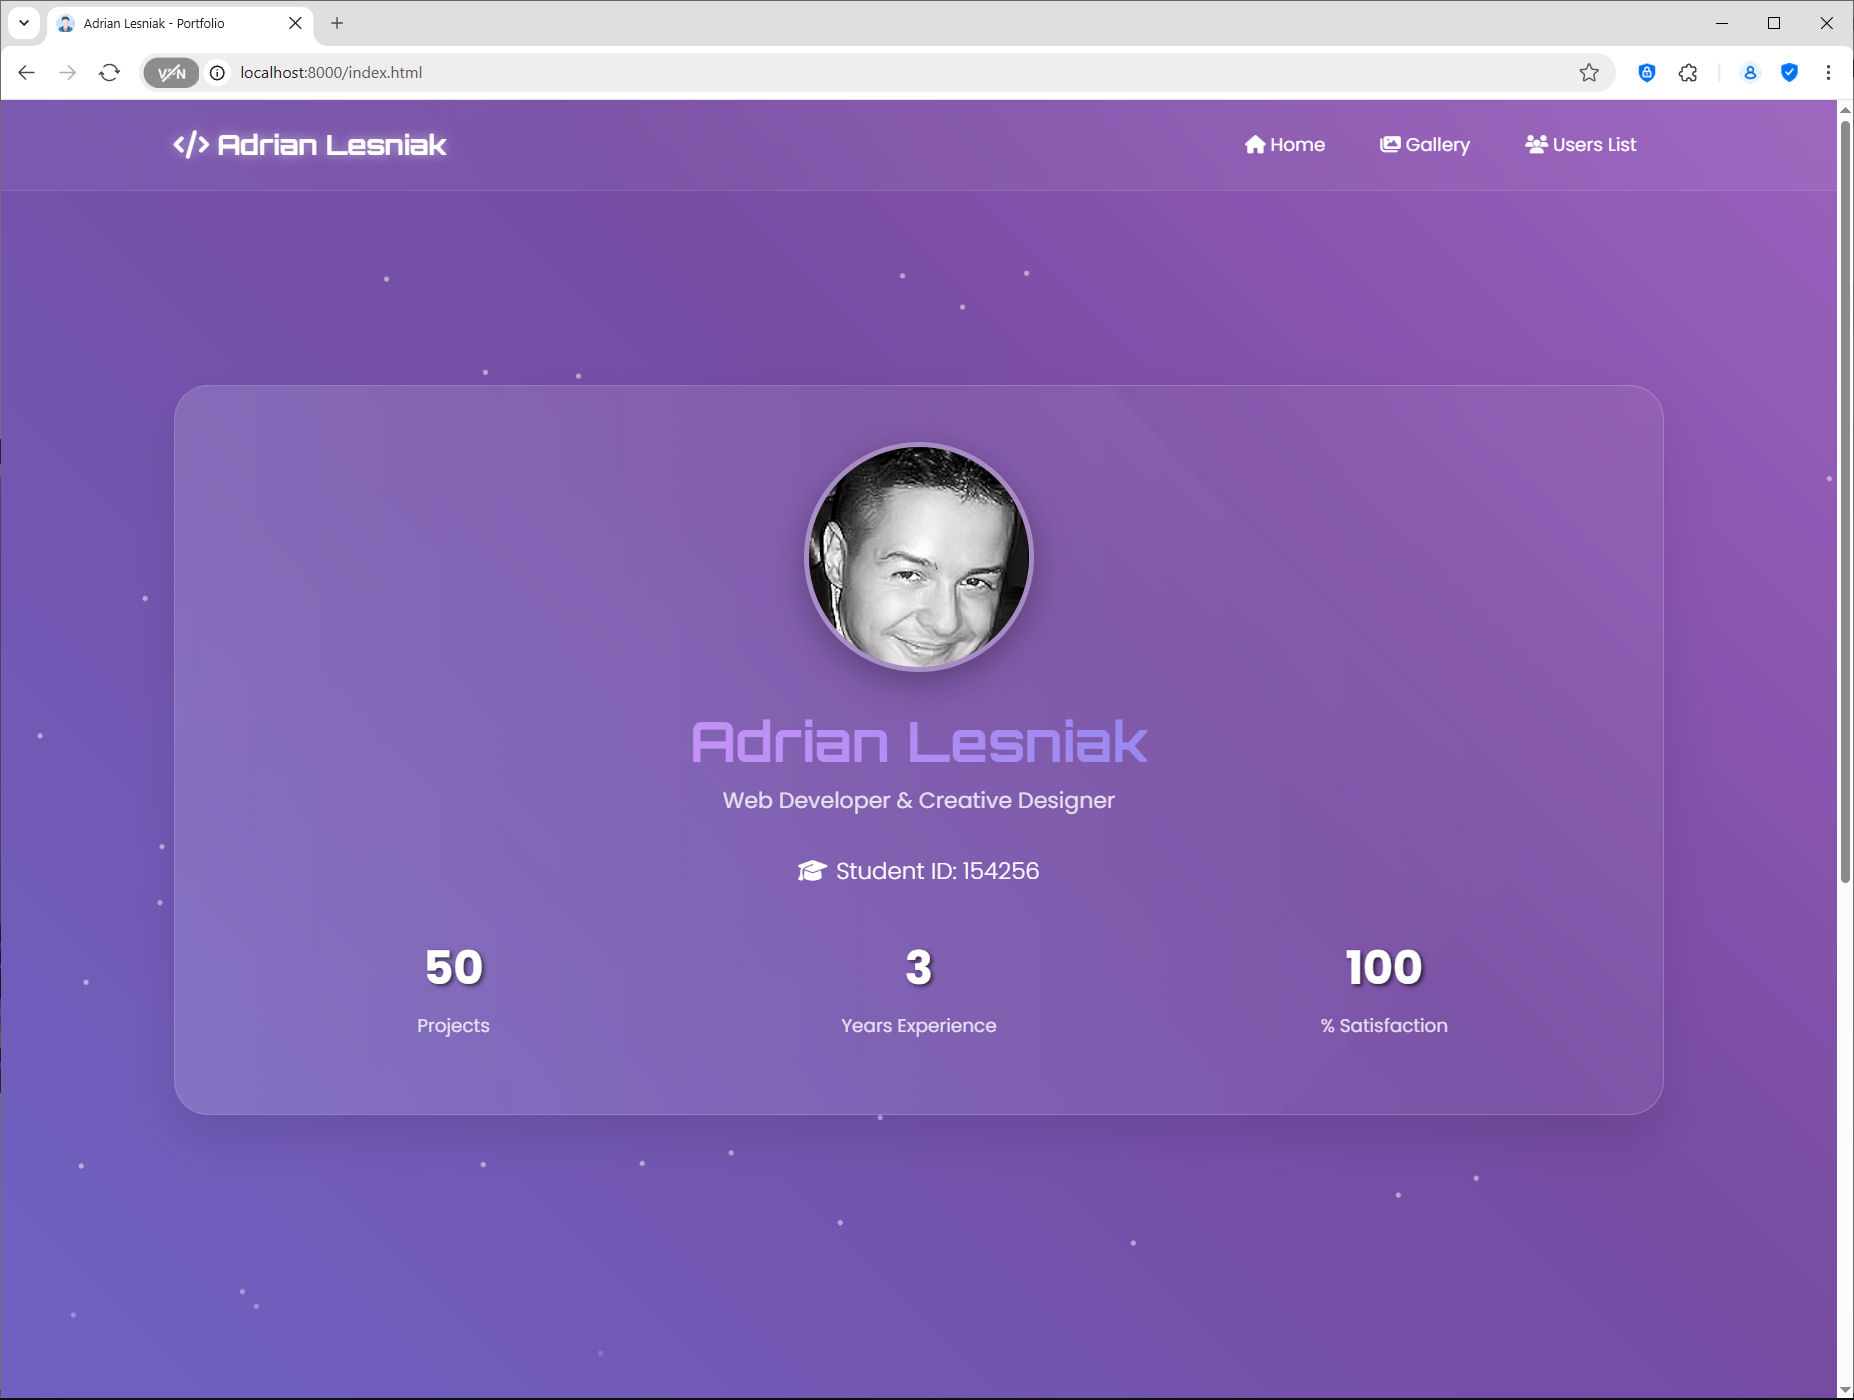 Adrian Lesniak - Portfolio
VPN
localhost:8000/index.html
</> Adrian Lesniak
Home
Gallery
Users List
Adrian Lesniak
Web Developer & Creative Designer
Student ID: 154256
50
3
100
Projects
Years Experience
% Satisfaction